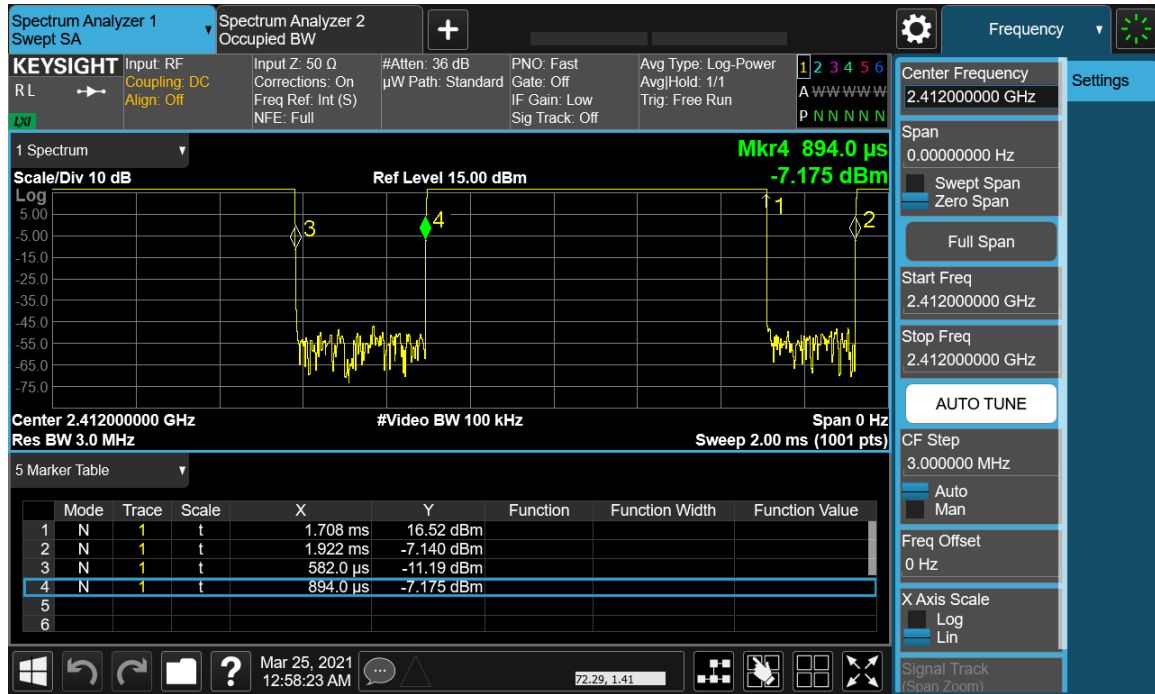 Spectrum Analyzer 1
Swept SA
Spectrum Analyzer 2
Occupied BW
Frequency
KEYSIGHT
R L
LXI
Input: RF
Coupling: DC
Align: Off
Input Z: 50 Ω
Corrections: On
Freq Ref: Int (S)
NFE: Full
#Atten: 36 dB
µW Path: Standard
PNO: Fast
Gate: Off
IF Gain: Low
Sig Track: Off
Avg Type: Log-Power
Avg|Hold: 1/1
Trig: Free Run
1 2 3 4 5 6
A W W W W W
P N N N N N
1 Spectrum
Mkr4 894.0 µs
-7.175 dBm
Scale/Div 10 dB
Ref Level 15.00 dBm
Log
5.00
-5.00
-15.0
-25.0
-35.0
-45.0
-55.0
-65.0
-75.0
3
4
1
2
Center 2.412000000 GHz
#Video BW 100 kHz
Span 0 Hz
Res BW 3.0 MHz
Sweep 2.00 ms (1001 pts)
5 Marker Table
Mode Trace Scale X Y Function Function Width Function Value
1 N 1 t 1.708 ms 16.52 dBm
2 N 1 t 1.922 ms -7.140 dBm
3 N 1 t 582.0 µs -11.19 dBm
4 N 1 t 894.0 µs -7.175 dBm
5
6
?
Mar 25, 2021
12:58:23 AM
72.29, 1.41
Center Frequency
2.412000000 GHz
Span
0.00000000 Hz
Swept Span
Zero Span
Full Span
Start Freq
2.412000000 GHz
Stop Freq
2.412000000 GHz
AUTO TUNE
CF Step
3.000000 MHz
Auto
Man
Freq Offset
0 Hz
X Axis Scale
Log
Lin
Signal Track
(Span Zoom)
Settings